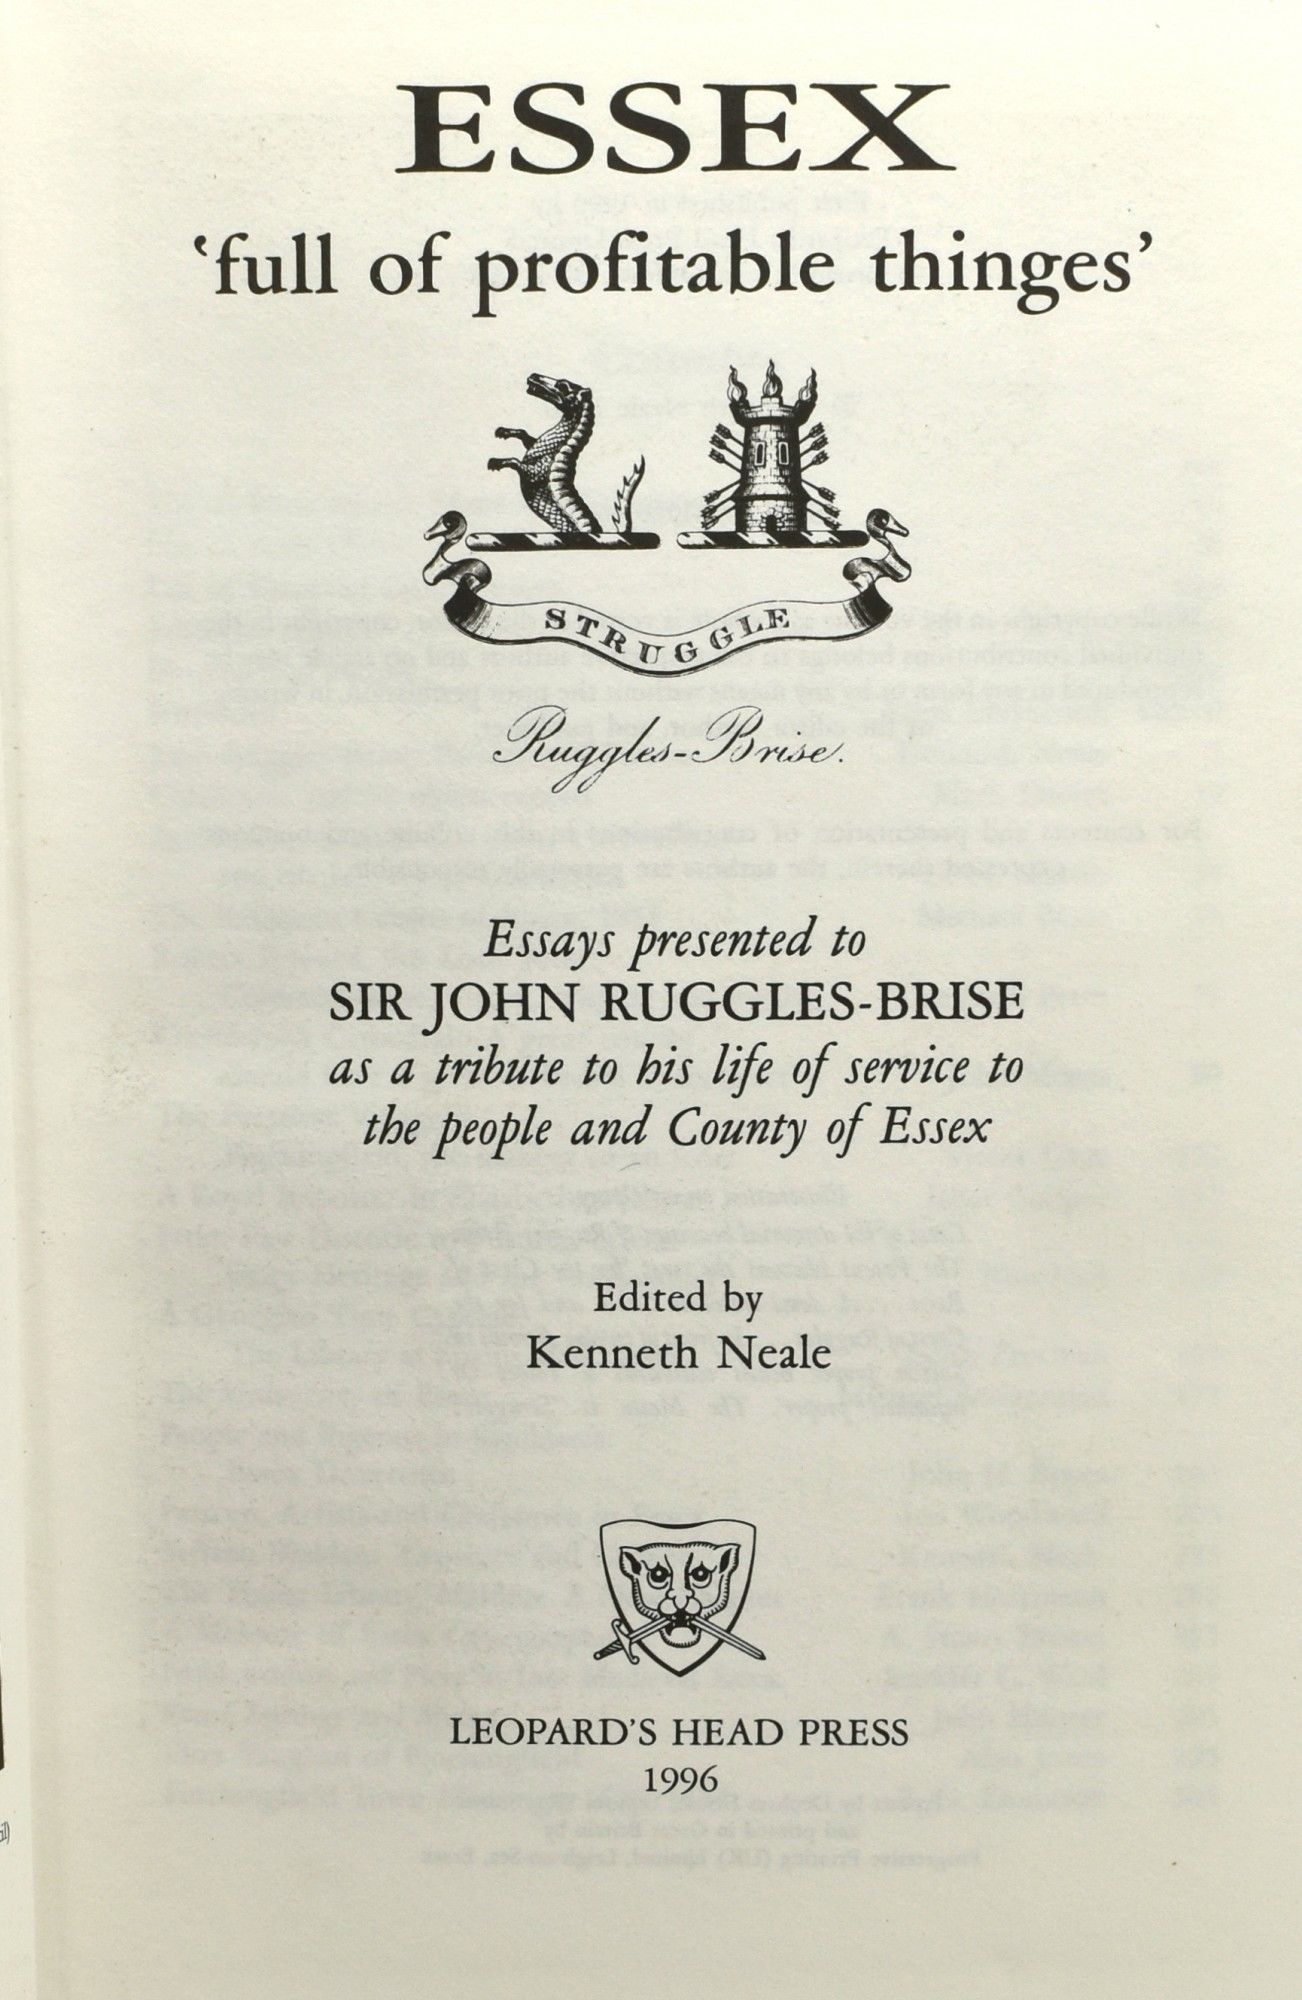 ESSEX
‘full of profitable thinges’
STRUGGLE
Ruggles-Brise.
Essays presented to
SIR JOHN RUGGLES-BRISE
as a tribute to his life of service to
the people and County of Essex
Edited by
Kenneth Neale
LEOPARD'S HEAD PRESS
1996